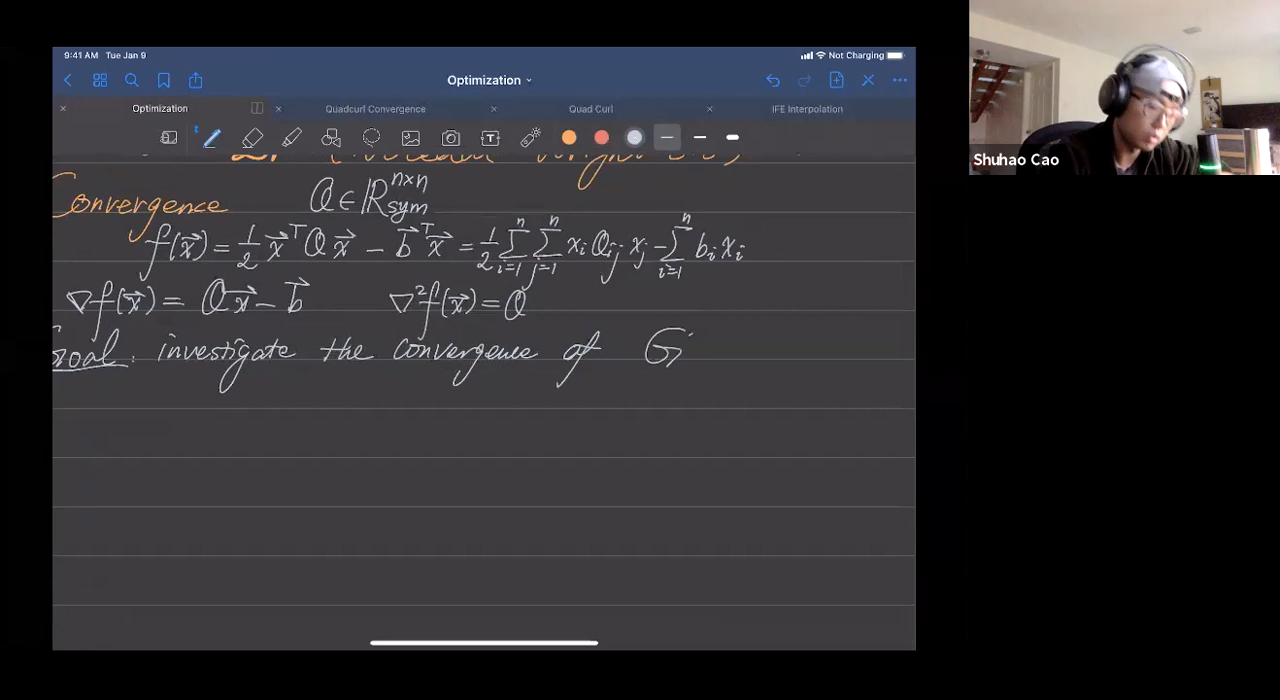 9:41 AM Tue Jan 9
Not Charging
Optimization
Optimization
Quadcurl Convergence
Quad Curl
IFE Interpolation
Shuhao Cao
Convergence Q ∈ ℝ^{n×n}_{sym}
f(x⃗) = 1/2 x⃗^T Q x⃗ − b⃗^T x⃗ = 1/2 Σ_{i=1}^{n} Σ_{j=1}^{n} x_i Q_{ij} x_j − Σ_{i=1}^{n} b_i x_i
∇f(x⃗) = Qx⃗ − b⃗ ∇²f(x⃗) = Q
Goal: investigate the convergence of G